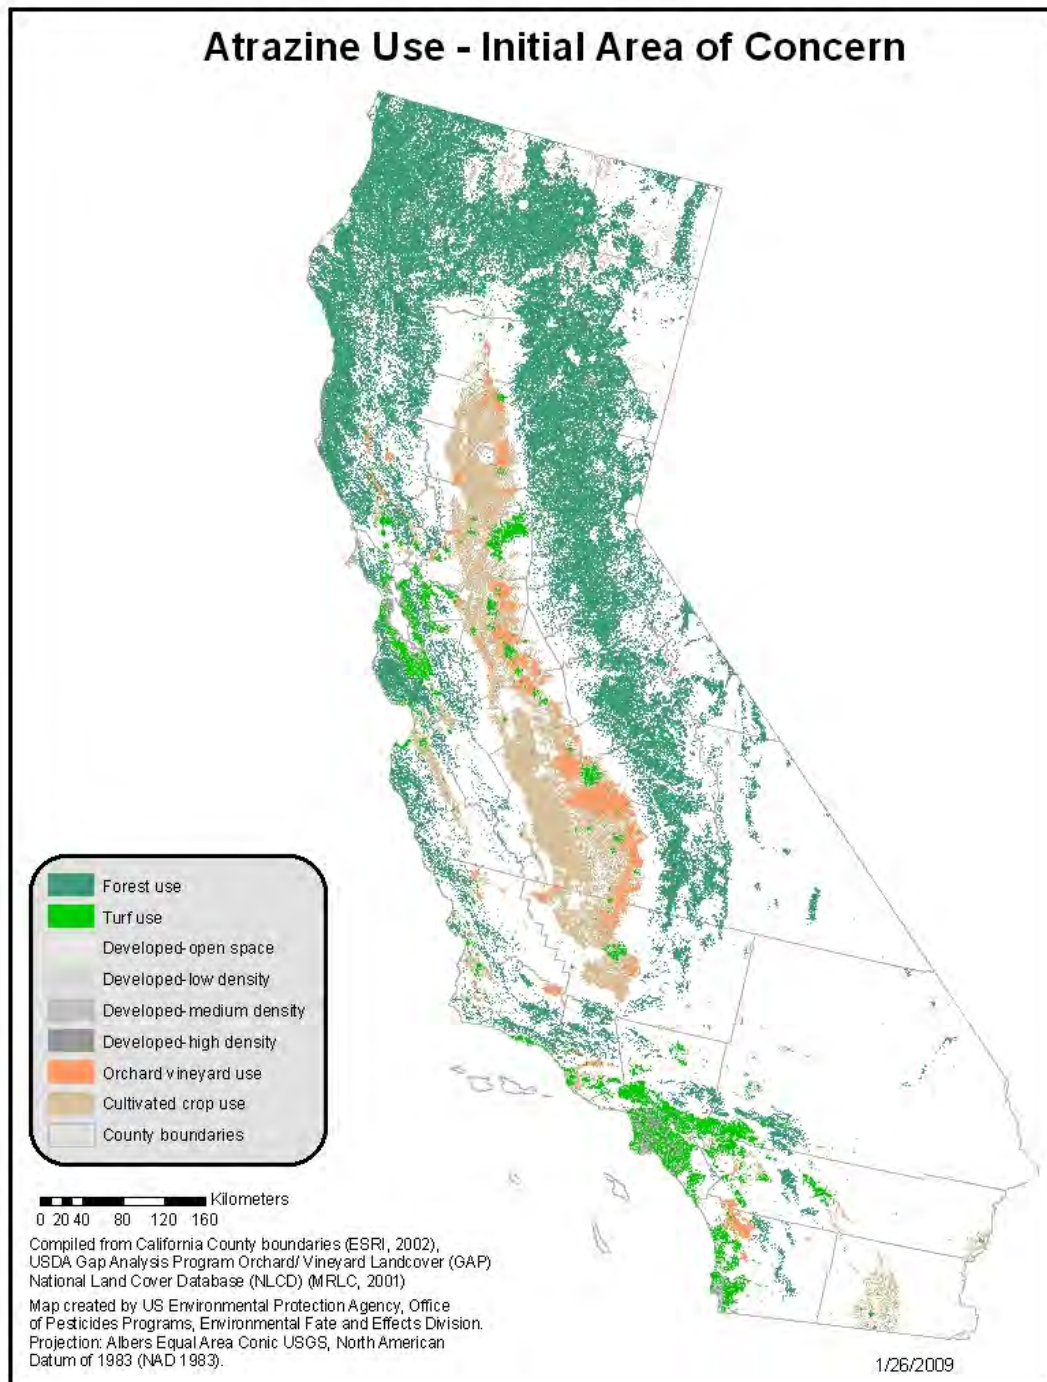 Atrazine Use - Initial Area of Concern
Forest use
Turf use
Developed-open space
Developed-low density
Developed-medium density
Developed-high density
Orchard vineyard use
Cultivated crop use
County boundaries
Kilometers
0 20 40 80 120 160
Compiled from California County boundaries (ESRI, 2002),
USDA Gap Analysis Program Orchard/ Vineyard Landcover (GAP)
National Land Cover Database (NLCD) (MRLC, 2001)
Map created by US Environmental Protection Agency, Office
of Pesticides Programs, Environmental Fate and Effects Division.
Projection: Albers Equal Area Conic USGS, North American
Datum of 1983 (NAD 1983).
1/26/2009